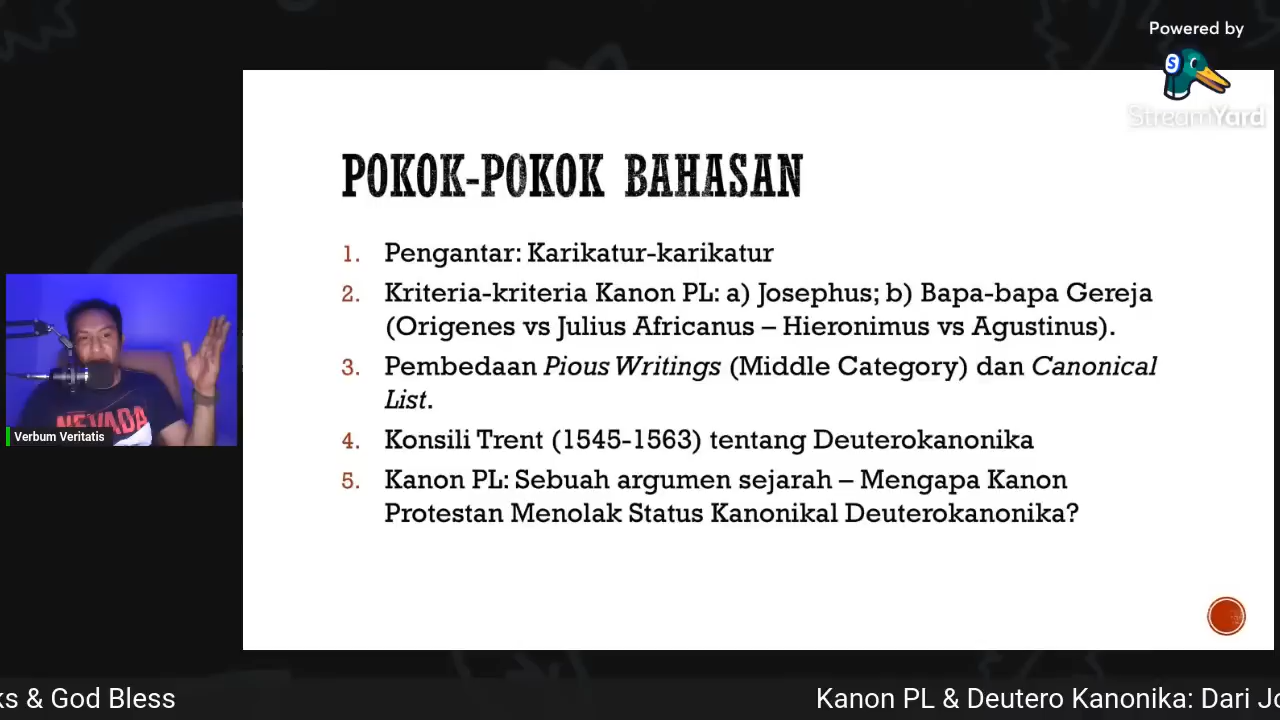 Powered by
S
StreamYard
POKOK-POKOK BAHASAN
1. Pengantar: Karikatur-karikatur
2. Kriteria-kriteria Kanon PL: a) Josephus; b) Bapa-bapa Gereja
(Origenes vs Julius Africanus – Hieronimus vs Agustinus).
3. Pembedaan Pious Writings (Middle Category) dan Canonical
List.
4. Konsili Trent (1545-1563) tentang Deuterokanonika
5. Kanon PL: Sebuah argumen sejarah – Mengapa Kanon
Protestan Menolak Status Kanonikal Deuterokanonika?
NEVADA
Verbum Veritatis
& God Bless
Kanon PL & Deutero Kanonika: Dari